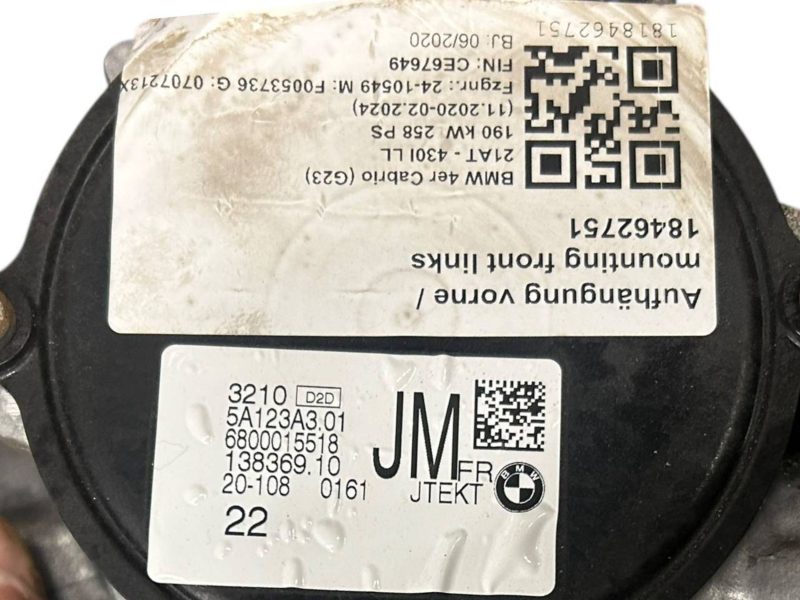 Aufhängung vorne /
mounting front links
18462751
BMW 4er Cabrio (G23)
21AT - 430I LL
190 kW 258 PS
(11.2020-02.2024)
Fzgnr.: 24-10549 M: F0053736 G: 0707213X
FIN: CE67649
BJ: 06/2020
1818462751
3210 D2D
5A123A3.01
6800015518
138369.10
20-108 0161
22
JM
FR
JTEKT
BMW